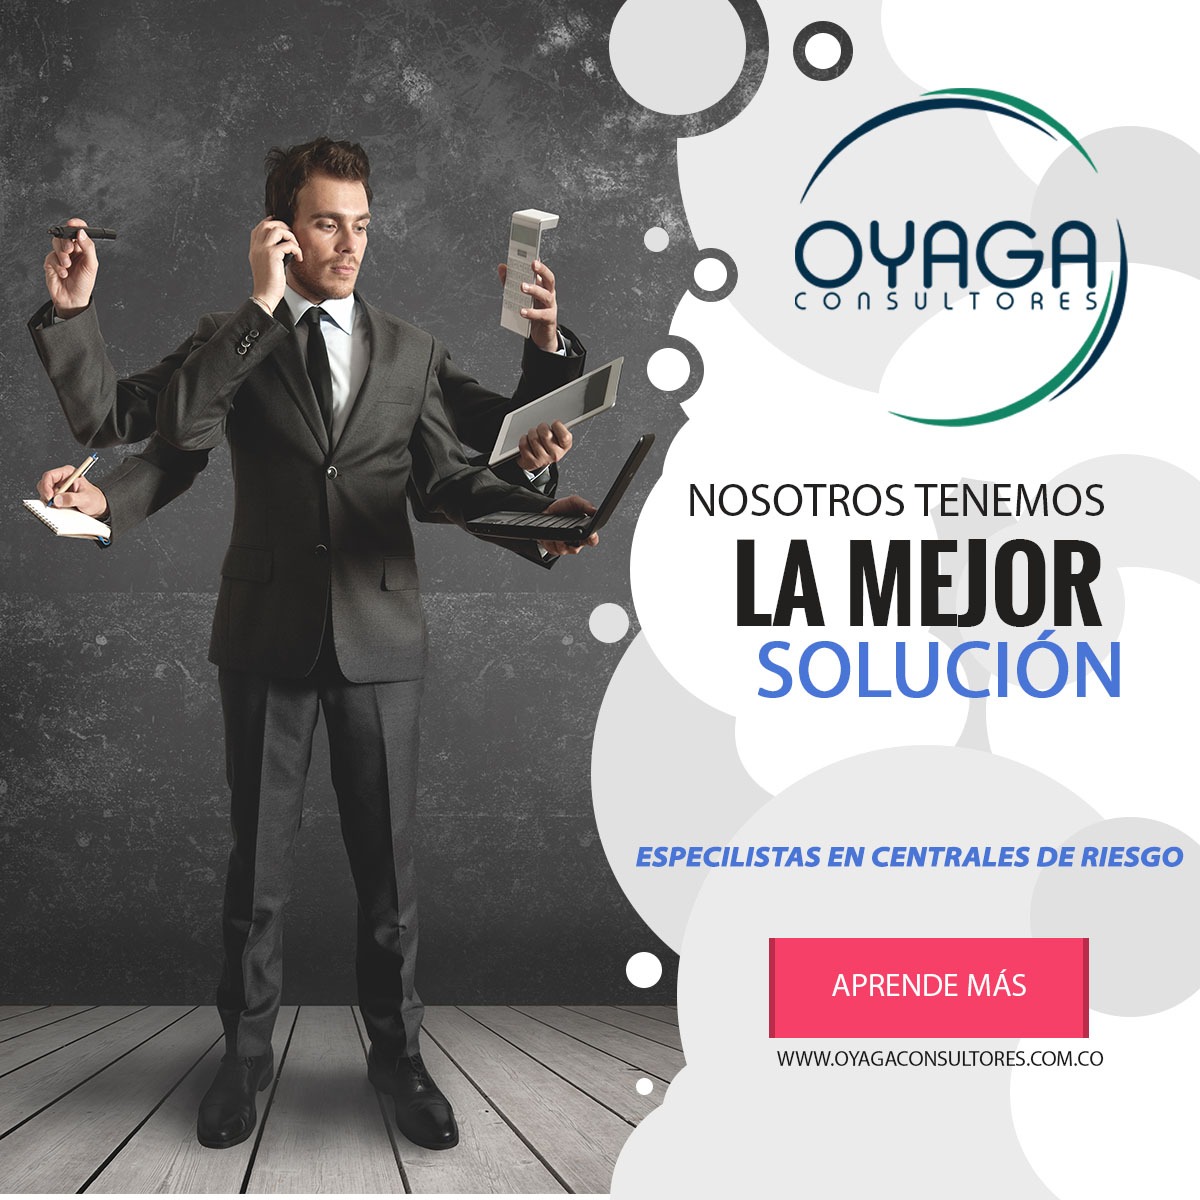 OYAGA
CONSULTORES
NOSOTROS TENEMOS
LA MEJOR
SOLUCIÓN
ESPECILISTAS EN CENTRALES DE RIESGO
APRENDE MÁS
WWW.OYAGACONSULTORES.COM.CO